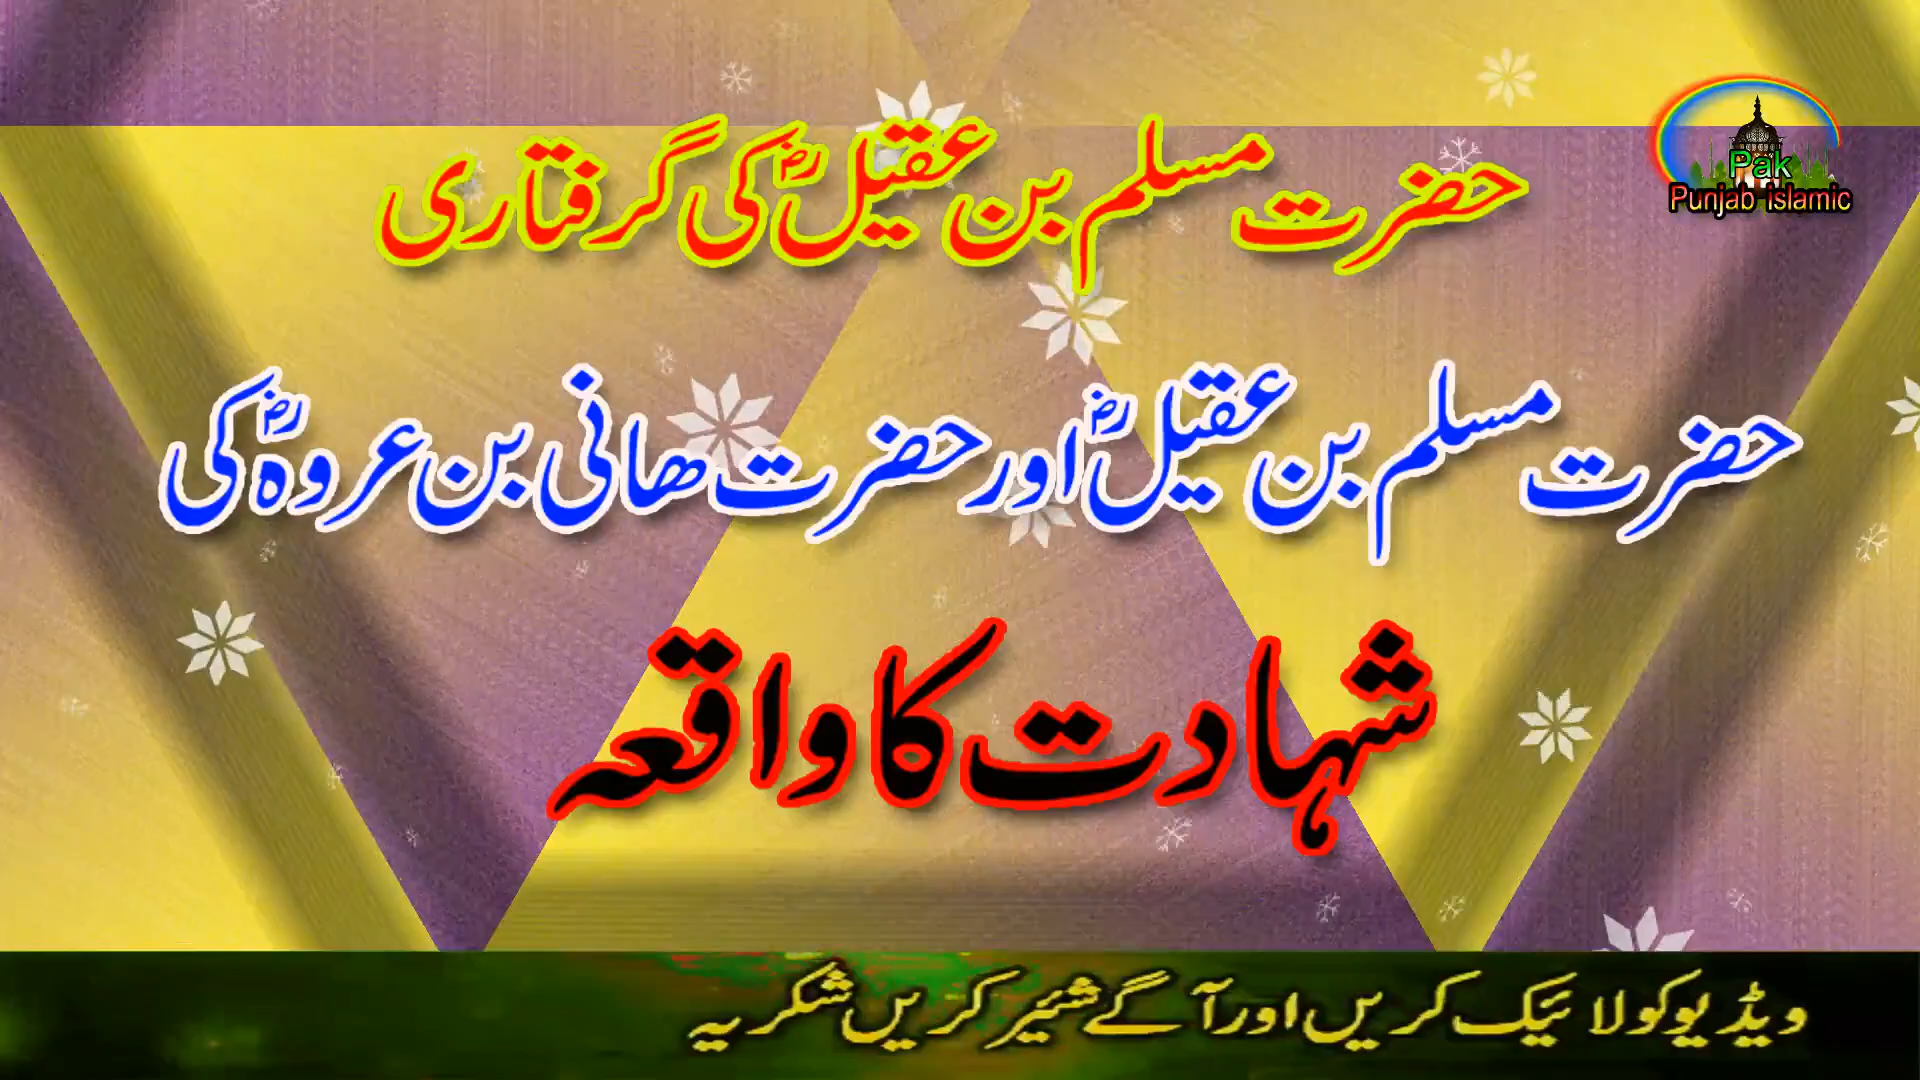 Pak
Punjab islamic
حضرت مسلم بن عقیلؓ کی گرفتاری
حضرت مسلم بن عقیلؓ اور حضرت ھانی بن عروہؓ کی
شہادت کا واقعہ
ویڈیو کو لائیک کریں اور آگے شئیر کریں شکریہ